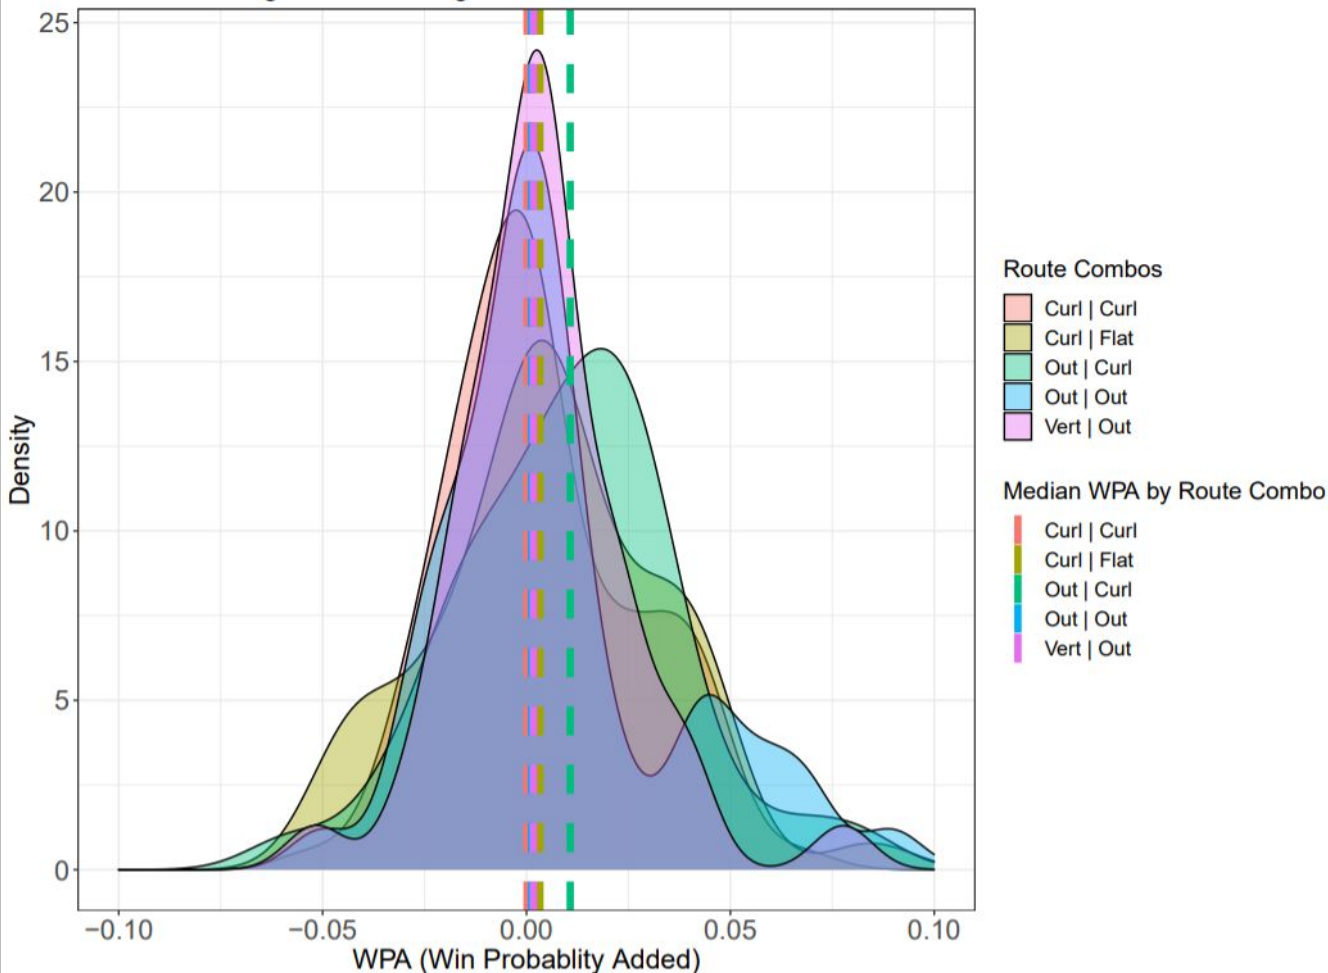 25
20
15
10
5
0
Density
−0.10
−0.05
0.00
0.05
0.10
WPA (Win Probablity Added)
Route Combos
Curl | Curl
Curl | Flat
Out | Curl
Out | Out
Vert | Out
Median WPA by Route Combo
Curl | Curl
Curl | Flat
Out | Curl
Out | Out
Vert | Out